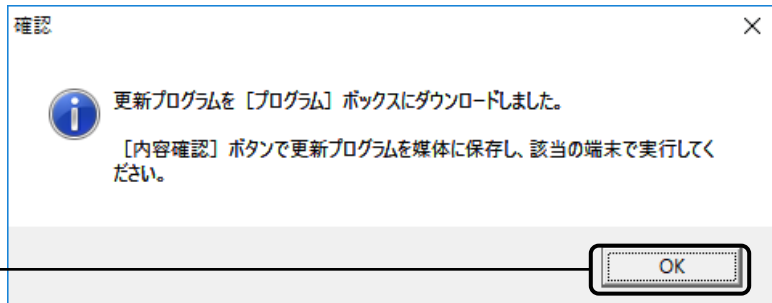 確認
更新プログラムを［プログラム］ボックスにダウンロードしました。
［内容確認］ボタンで更新プログラムを媒体に保存し、該当の端末で実行してく
ださい。
OK